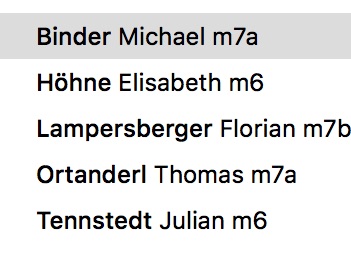 Binder Michael m7a
Höhne Elisabeth m6
Lampersberger Florian m7b
Ortanderl Thomas m7a
Tennstedt Julian m6